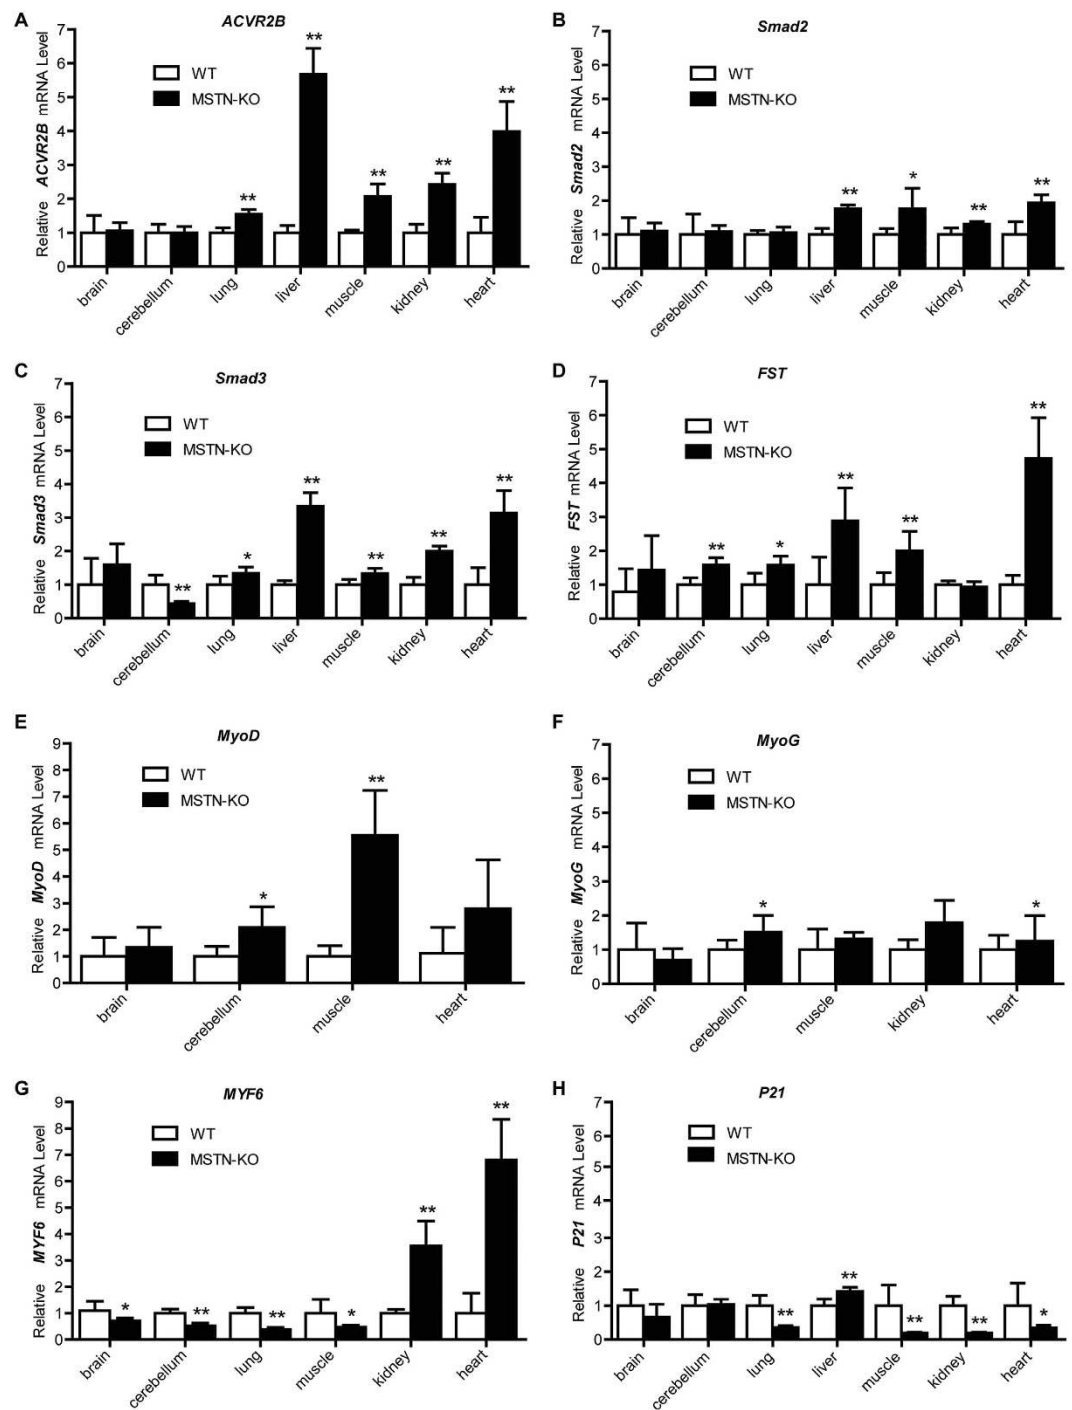 A
ACVR2B
Relative ACVR2B mRNA Level
7
6
5
4
3
2
1
0
WT
MSTN-KO
**
**
**
**
**
brain
cerebellum
lung
liver
muscle
kidney
heart
B
Smad2
Relative Smad2 mRNA Level
7
6
5
4
3
2
1
0
WT
MSTN-KO
**
*
**
**
brain
cerebellum
lung
liver
muscle
kidney
heart
C
Smad3
Relative Smad3 mRNA Level
7
6
5
4
3
2
1
0
WT
MSTN-KO
**
*
**
**
**
**
brain
cerebellum
lung
liver
muscle
kidney
heart
D
FST
Relative FST mRNA Level
7
6
5
4
3
2
1
0
WT
MSTN-KO
**
*
**
**
**
brain
cerebellum
lung
liver
muscle
kidney
heart
E
MyoD
Relative MyoD mRNA Level
9
8
7
6
5
4
3
2
1
0
WT
MSTN-KO
*
**
brain
cerebellum
muscle
heart
F
MyoG
Relative MyoG mRNA Level
7
6
5
4
3
2
1
0
WT
MSTN-KO
*
*
brain
cerebellum
muscle
kidney
heart
G
MYF6
Relative MYF6 mRNA Level
9
8
7
6
5
4
3
2
1
0
WT
MSTN-KO
*
**
**
*
**
**
brain
cerebellum
lung
muscle
kidney
heart
H
P21
Relative P21 mRNA Level
7
6
5
4
3
2
1
0
WT
MSTN-KO
**
**
**
**
*
brain
cerebellum
lung
liver
muscle
kidney
heart